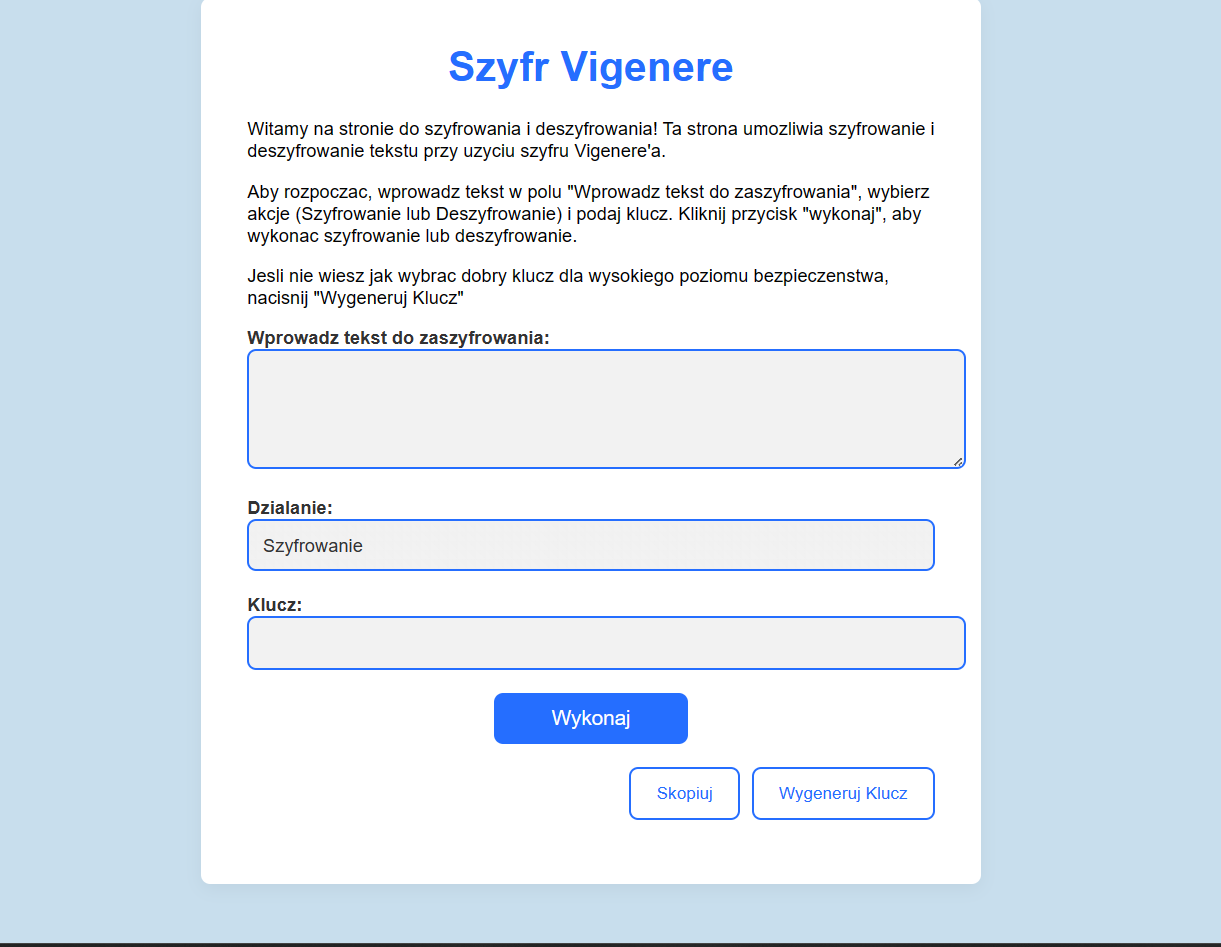 Szyfr Vigenere
Witamy na stronie do szyfrowania i deszyfrowania! Ta strona umozliwia szyfrowanie i
deszyfrowanie tekstu przy uzyciu szyfru Vigenere'a.
Aby rozpoczac, wprowadz tekst w polu "Wprowadz tekst do zaszyfrowania", wybierz
akcje (Szyfrowanie lub Deszyfrowanie) i podaj klucz. Kliknij przycisk "wykonaj", aby
wykonac szyfrowanie lub deszyfrowanie.
Jesli nie wiesz jak wybrac dobry klucz dla wysokiego poziomu bezpieczenstwa,
nacisnij "Wygeneruj Klucz"
Wprowadz tekst do zaszyfrowania:
Dzialanie:
Szyfrowanie
Klucz:
Wykonaj
Skopiuj
Wygeneruj Klucz